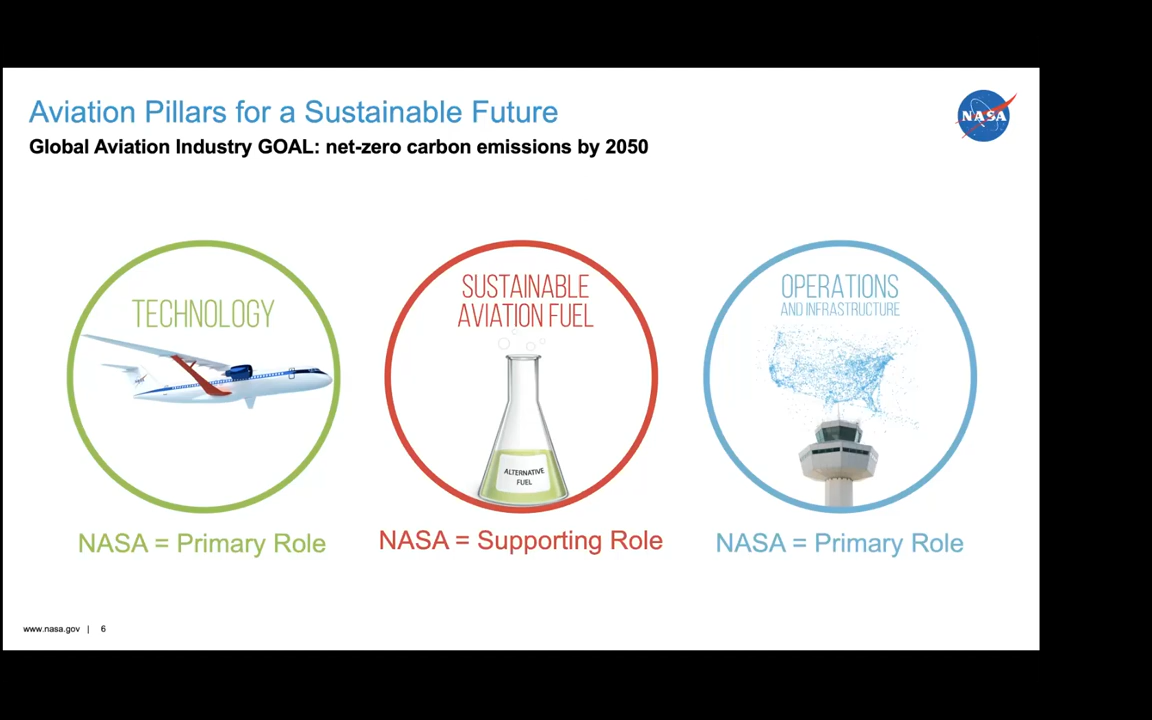 Aviation Pillars for a Sustainable Future
Global Aviation Industry GOAL: net-zero carbon emissions by 2050
NASA
TECHNOLOGY
SUSTAINABLE
AVIATION FUEL
OPERATIONS
AND INFRASTRUCTURE
ALTERNATIVE
FUEL
NASA = Primary Role
NASA = Supporting Role
NASA = Primary Role
www.nasa.gov | 6